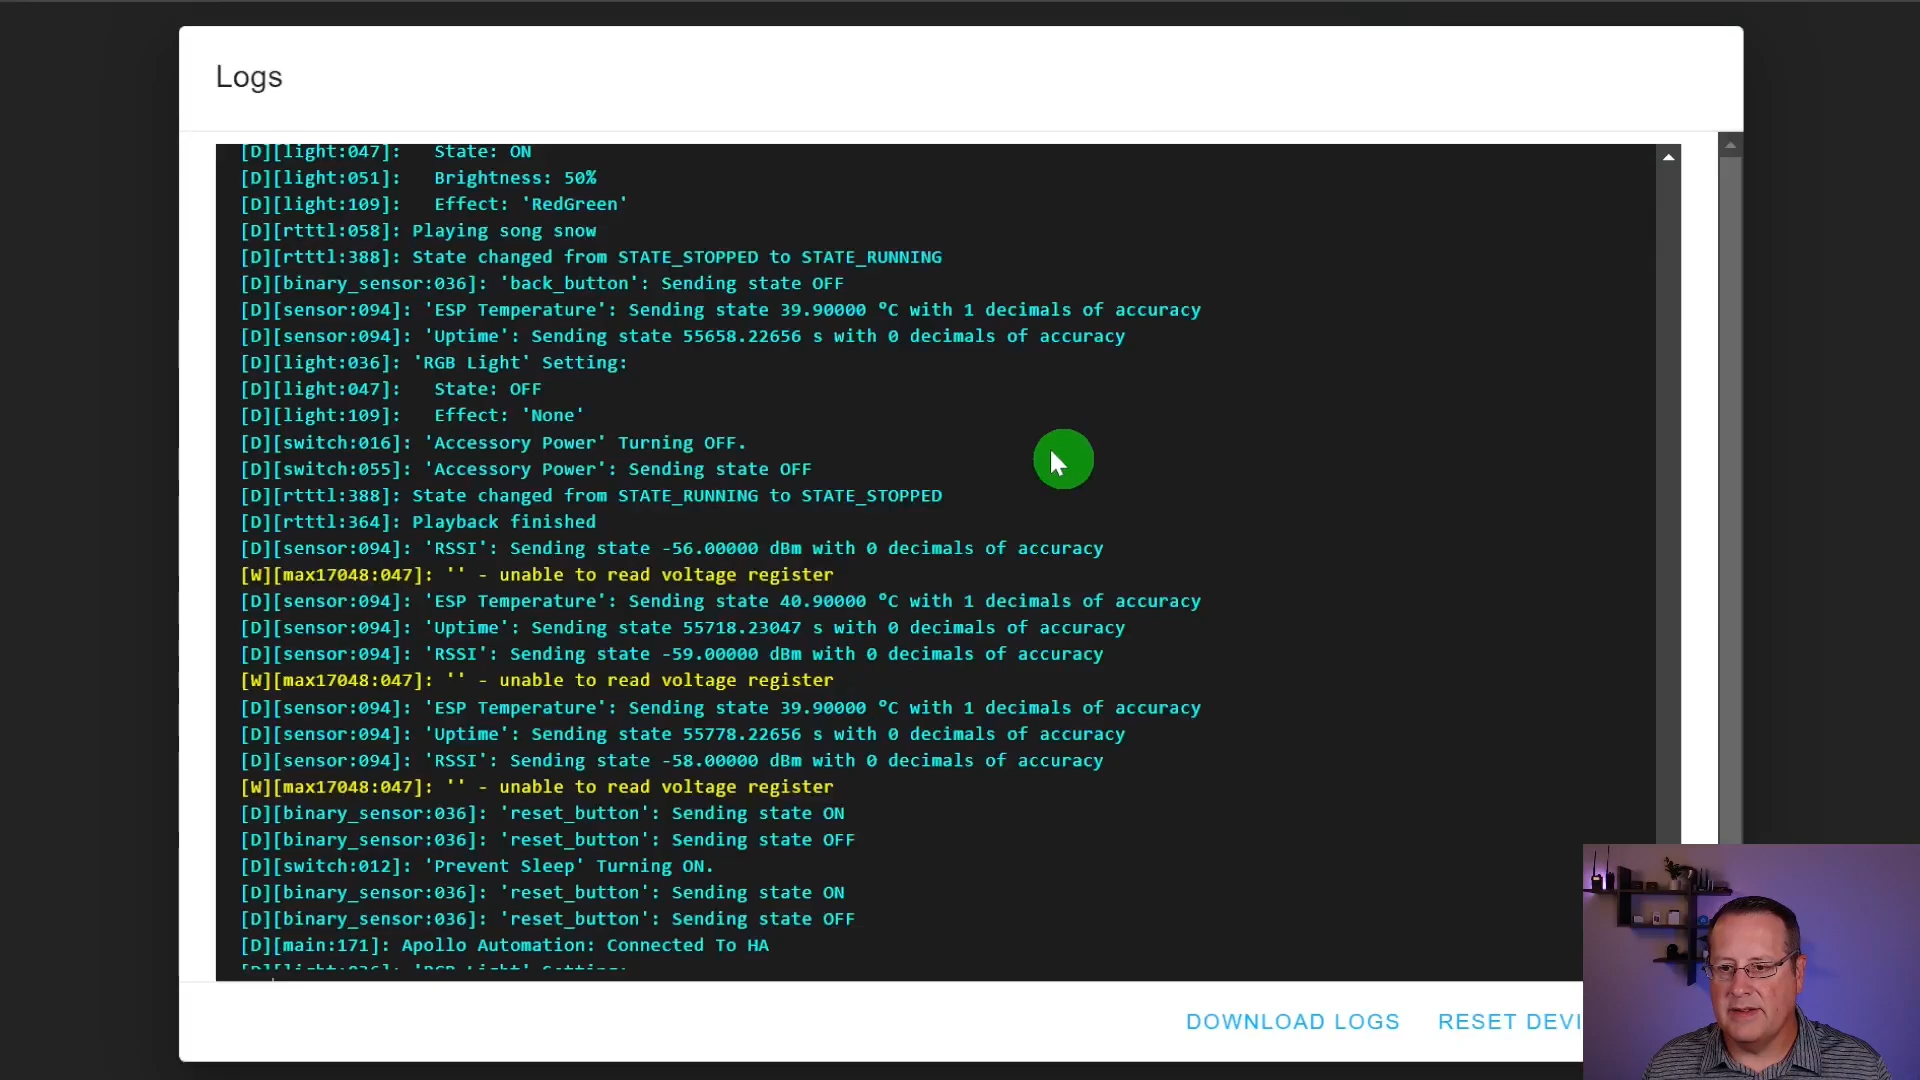 Logs
[D][light:047]:   State: ON
[D][light:051]:   Brightness: 50%
[D][light:109]:   Effect: 'RedGreen'
[D][rtttl:058]: Playing song snow
[D][rtttl:388]: State changed from STATE_STOPPED to STATE_RUNNING
[D][binary_sensor:036]: 'back_button': Sending state OFF
[D][sensor:094]: 'ESP Temperature': Sending state 39.90000 °C with 1 decimals of accuracy
[D][sensor:094]: 'Uptime': Sending state 55658.22656 s with 0 decimals of accuracy
[D][light:036]: 'RGB Light' Setting:
[D][light:047]:   State: OFF
[D][light:109]:   Effect: 'None'
[D][switch:016]: 'Accessory Power' Turning OFF.
[D][switch:055]: 'Accessory Power': Sending state OFF
[D][rtttl:388]: State changed from STATE_RUNNING to STATE_STOPPED
[D][rtttl:364]: Playback finished
[D][sensor:094]: 'RSSI': Sending state -56.00000 dBm with 0 decimals of accuracy
[W][max17048:047]: '' - unable to read voltage register
[D][sensor:094]: 'ESP Temperature': Sending state 40.90000 °C with 1 decimals of accuracy
[D][sensor:094]: 'Uptime': Sending state 55718.23047 s with 0 decimals of accuracy
[D][sensor:094]: 'RSSI': Sending state -59.00000 dBm with 0 decimals of accuracy
[W][max17048:047]: '' - unable to read voltage register
[D][sensor:094]: 'ESP Temperature': Sending state 39.90000 °C with 1 decimals of accuracy
[D][sensor:094]: 'Uptime': Sending state 55778.22656 s with 0 decimals of accuracy
[D][sensor:094]: 'RSSI': Sending state -58.00000 dBm with 0 decimals of accuracy
[W][max17048:047]: '' - unable to read voltage register
[D][binary_sensor:036]: 'reset_button': Sending state ON
[D][binary_sensor:036]: 'reset_button': Sending state OFF
[D][switch:012]: 'Prevent Sleep' Turning ON.
[D][binary_sensor:036]: 'reset_button': Sending state ON
[D][binary_sensor:036]: 'reset_button': Sending state OFF
[D][main:171]: Apollo Automation: Connected To HA
[D][light:036]: 'RGB Light' Setting:
DOWNLOAD LOGS RESET DEVI